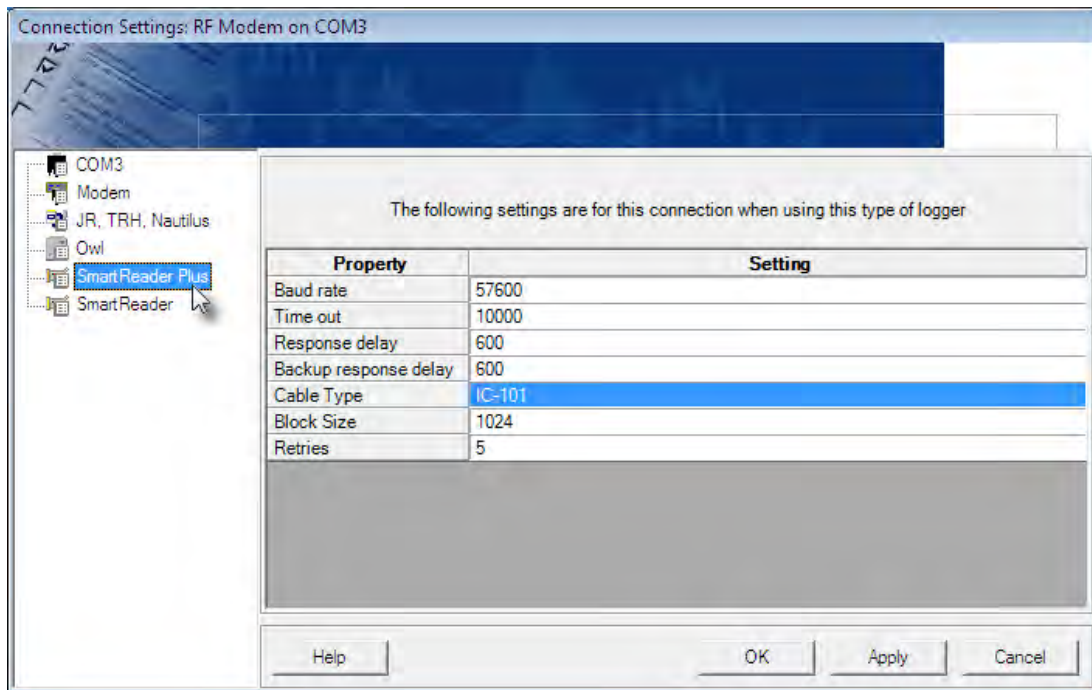 Connection Settings: RF Modem on COM3
COM3
Modem
JR, TRH, Nautilus
Owl
SmartReader Plus
SmartReader
The following settings are for this connection when using this type of logger
Property Setting
Baud rate 57600
Time out 10000
Response delay 600
Backup response delay 600
Cable Type IC-101
Block Size 1024
Retries 5
Help OK Apply Cancel